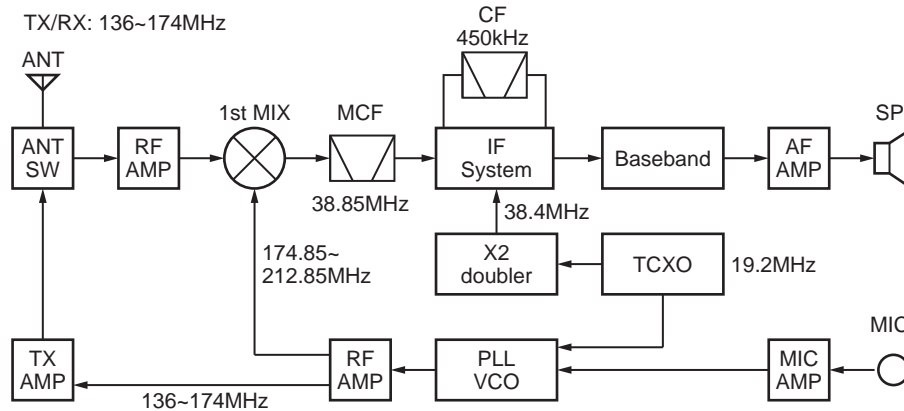 TX/RX: 136~174MHz
ANT
CF
450kHz
1st MIX
MCF
SP
ANT
SW
RF
AMP
IF
System
Baseband
AF
AMP
38.85MHz
38.4MHz
174.85~
212.85MHz
X2
doubler
TCXO
19.2MHz
MIC
TX
AMP
RF
AMP
PLL
VCO
MIC
AMP
136~174MHz